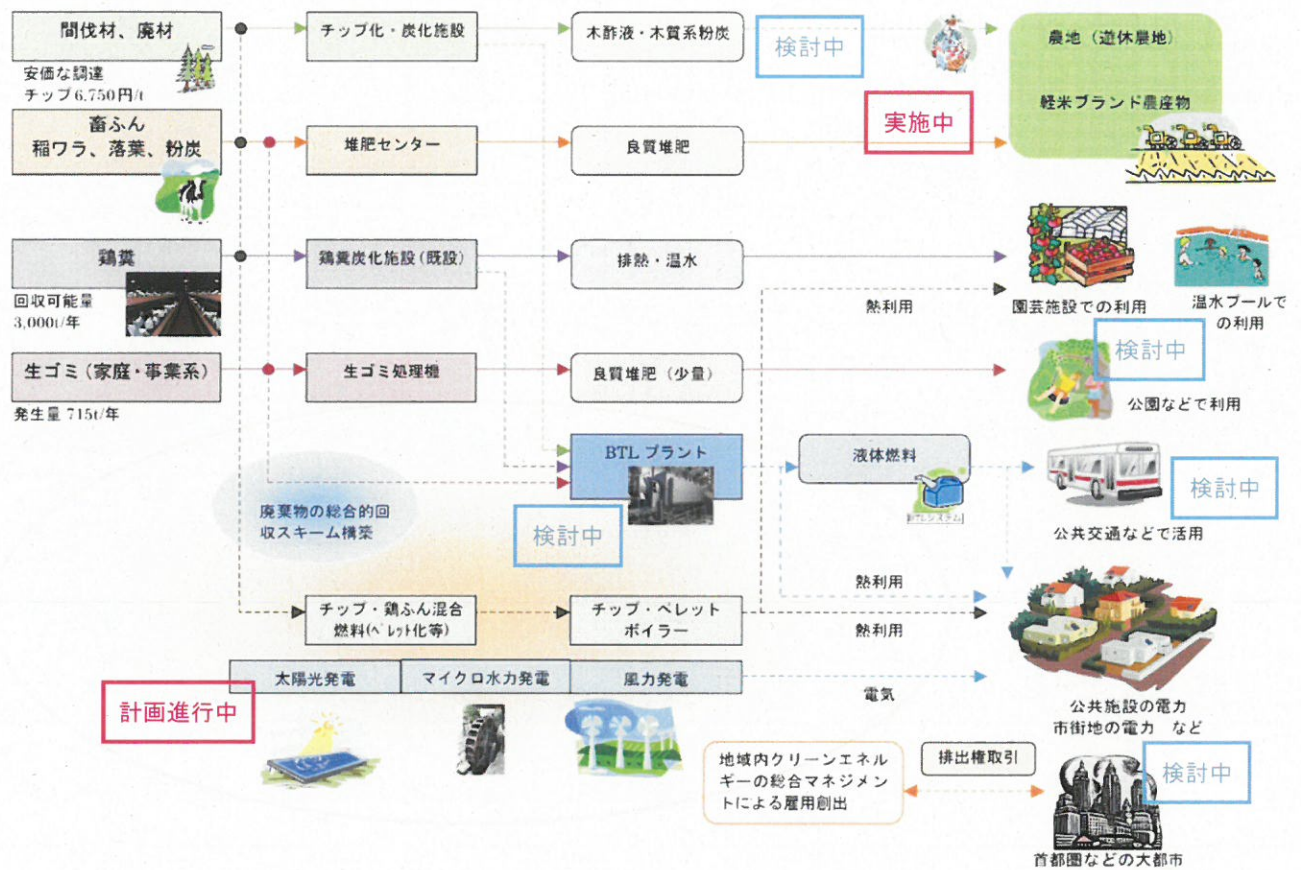 間伐材、廃材
チップ化・炭化施設
木酢液・木質系粉炭
検討中
農地（遊休農地）
安価な調達
チップ6,750円/t
軽米ブランド農産物
実施中
畜ふん
稲ワラ、落葉、粉炭
堆肥センター
良質堆肥
鶏糞
鶏糞炭化施設(既設)
排熱・温水
回収可能量
3,000t/年
熱利用
園芸施設での利用
温水プールで
の利用
検討中
生ゴミ(家庭・事業系)
生ゴミ処理機
良質堆肥（少量）
発生量 715t/年
公園などで利用
BTLプラント
液体燃料
検討中
廃棄物の総合的回
収スキーム構築
検討中
BTLシステム
公共交通などで活用
熱利用
チップ・鶏ふん混合
燃料(ペレット化等)
チップ・ペレット
ボイラー
熱利用
太陽光発電
マイクロ水力発電
風力発電
電気
計画進行中
公共施設の電力
市街地の電力 など
地域内クリーンエネル
ギーの総合マネジメン
トによる雇用創出
排出権取引
検討中
首都圏などの大都市